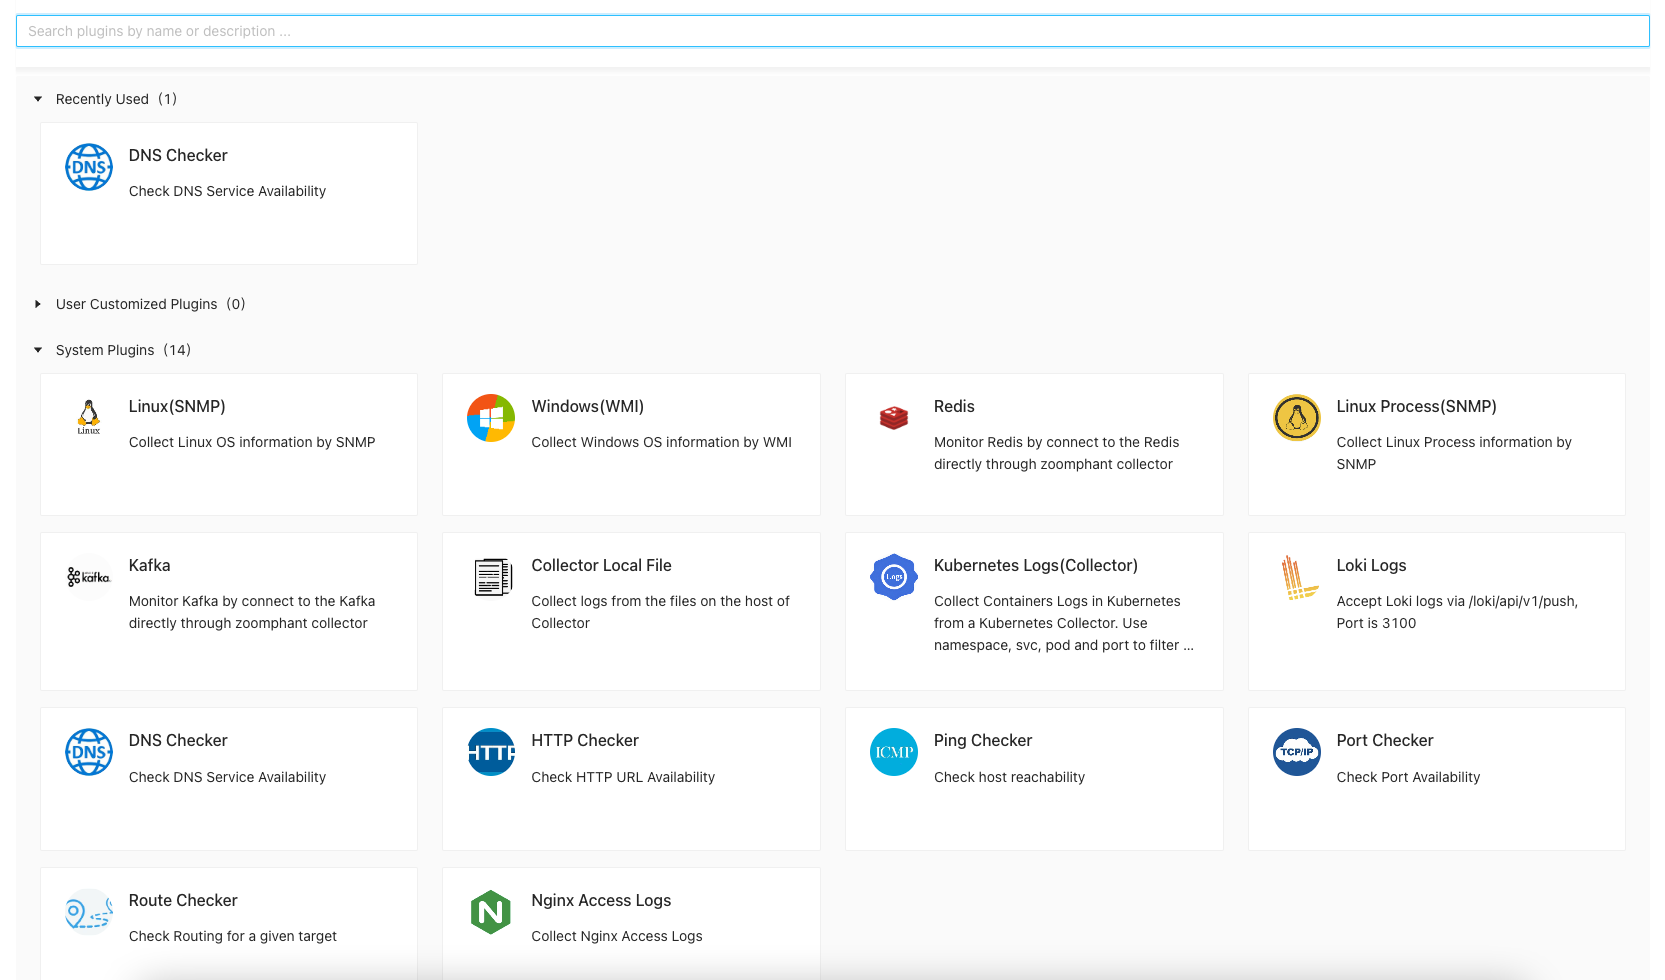 Search plugins by name or description ...
Recently Used (1)
DNS
DNS Checker
Check DNS Service Availability
User Customized Plugins (0)
System Plugins (14)
Linux
Linux(SNMP)
Collect Linux OS information by SNMP
Windows(WMI)
Collect Windows OS information by WMI
Redis
Monitor Redis by connect to the Redis
directly through zoomphant collector
Linux Process(SNMP)
Collect Linux Process information by
SNMP
kafka
Kafka
Monitor Kafka by connect to the Kafka
directly through zoomphant collector
Collector Local File
Collect logs from the files on the host of
Collector
Logs
Kubernetes Logs(Collector)
Collect Containers Logs in Kubernetes
from a Kubernetes Collector. Use
namespace, svc, pod and port to filter ...
Loki Logs
Accept Loki logs via /loki/api/v1/push,
Port is 3100
DNS
DNS Checker
Check DNS Service Availability
HTTP
HTTP Checker
Check HTTP URL Availability
ICMP
Ping Checker
Check host reachability
TCP/IP
Port Checker
Check Port Availability
Route Checker
Check Routing for a given target
N
Nginx Access Logs
Collect Nginx Access Logs